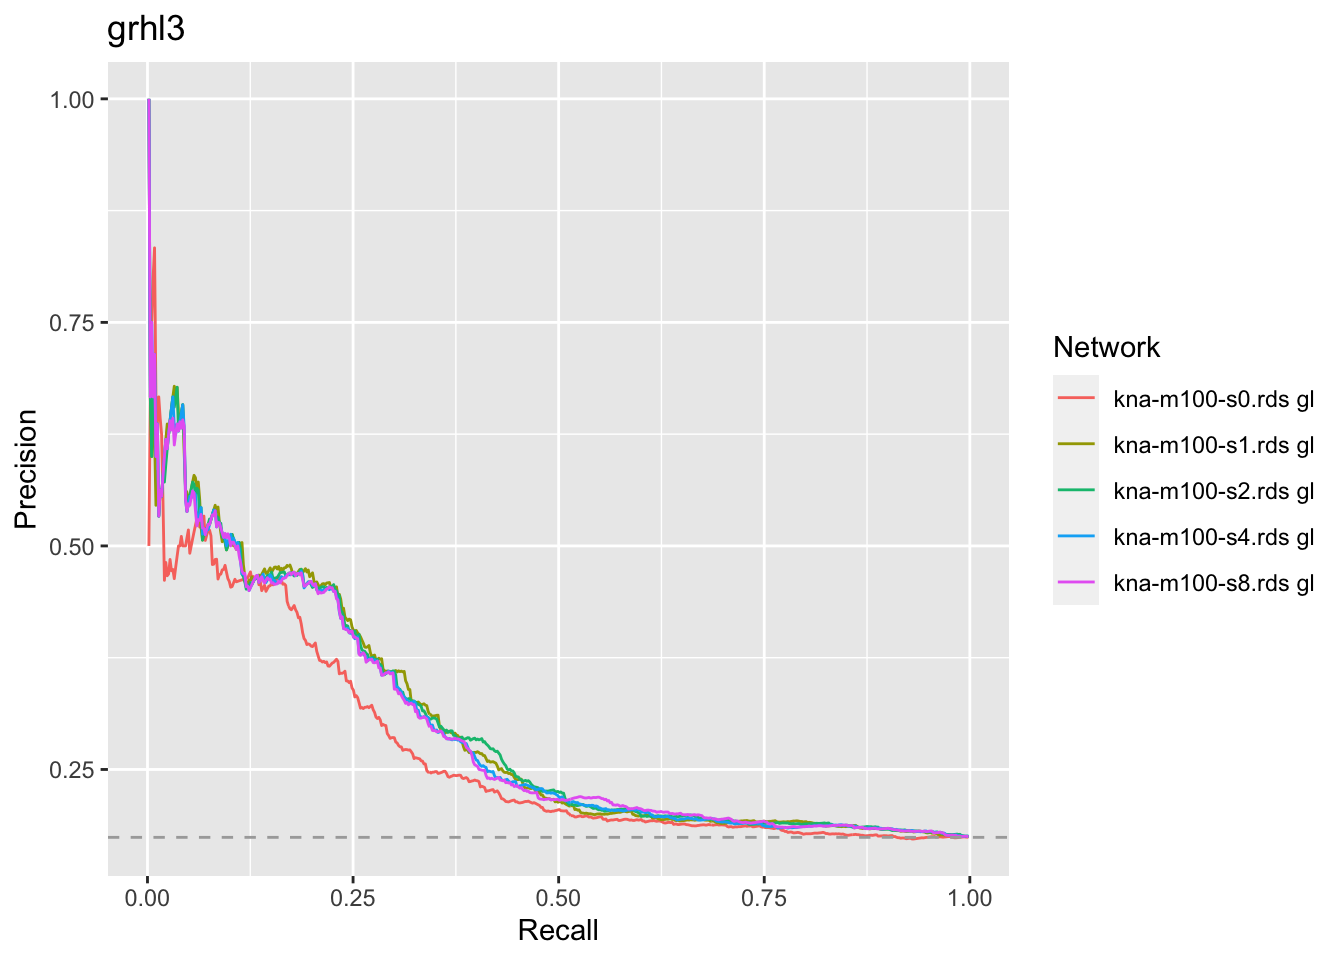 grhl3
1.00
0.75
0.50
0.25
Precision
0.00
0.25
0.50
0.75
1.00
Recall
Network
kna-m100-s0.rds gl
kna-m100-s1.rds gl
kna-m100-s2.rds gl
kna-m100-s4.rds gl
kna-m100-s8.rds gl